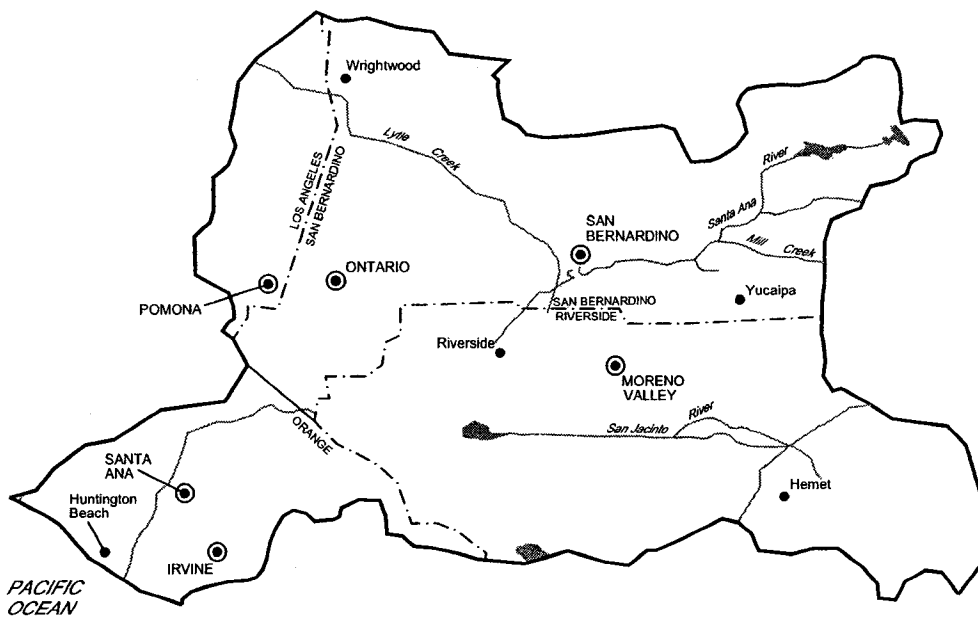 Wrightwood
Lytle
Creek
River
LOS ANGELES
SAN BERNARDINO
Santa Ana
SAN
BERNARDINO
Mill
Creek
ONTARIO
POMONA
Yucaipa
SAN BERNARDINO
RIVERSIDE
Riverside
MORENO
VALLEY
River
San Jacinto
ORANGE
SANTA
ANA
Hemet
Huntington
Beach
IRVINE
PACIFIC
OCEAN